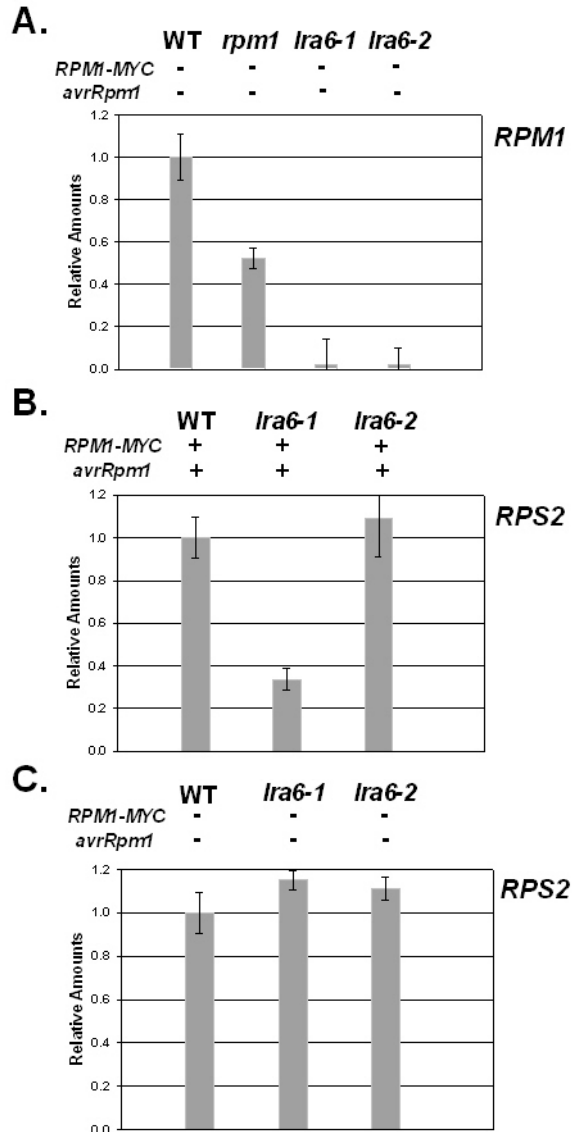 A.
WT rpm1 lra6-1 lra6-2
RPM1-MYC - - - -
avrRpm1 - - - -
RPM1
Relative Amounts
1.2
1.0
0.8
0.6
0.4
0.2
0.0
B.
WT lra6-1 lra6-2
RPM1-MYC + + +
avrRpm1 + + +
RPS2
Relative Amounts
1.2
1.0
0.8
0.6
0.4
0.2
0.0
C.
WT lra6-1 lra6-2
RPM1-MYC - - -
avrRpm1 - - -
RPS2
Relative Amounts
1.2
1.0
0.8
0.6
0.4
0.2
0.0